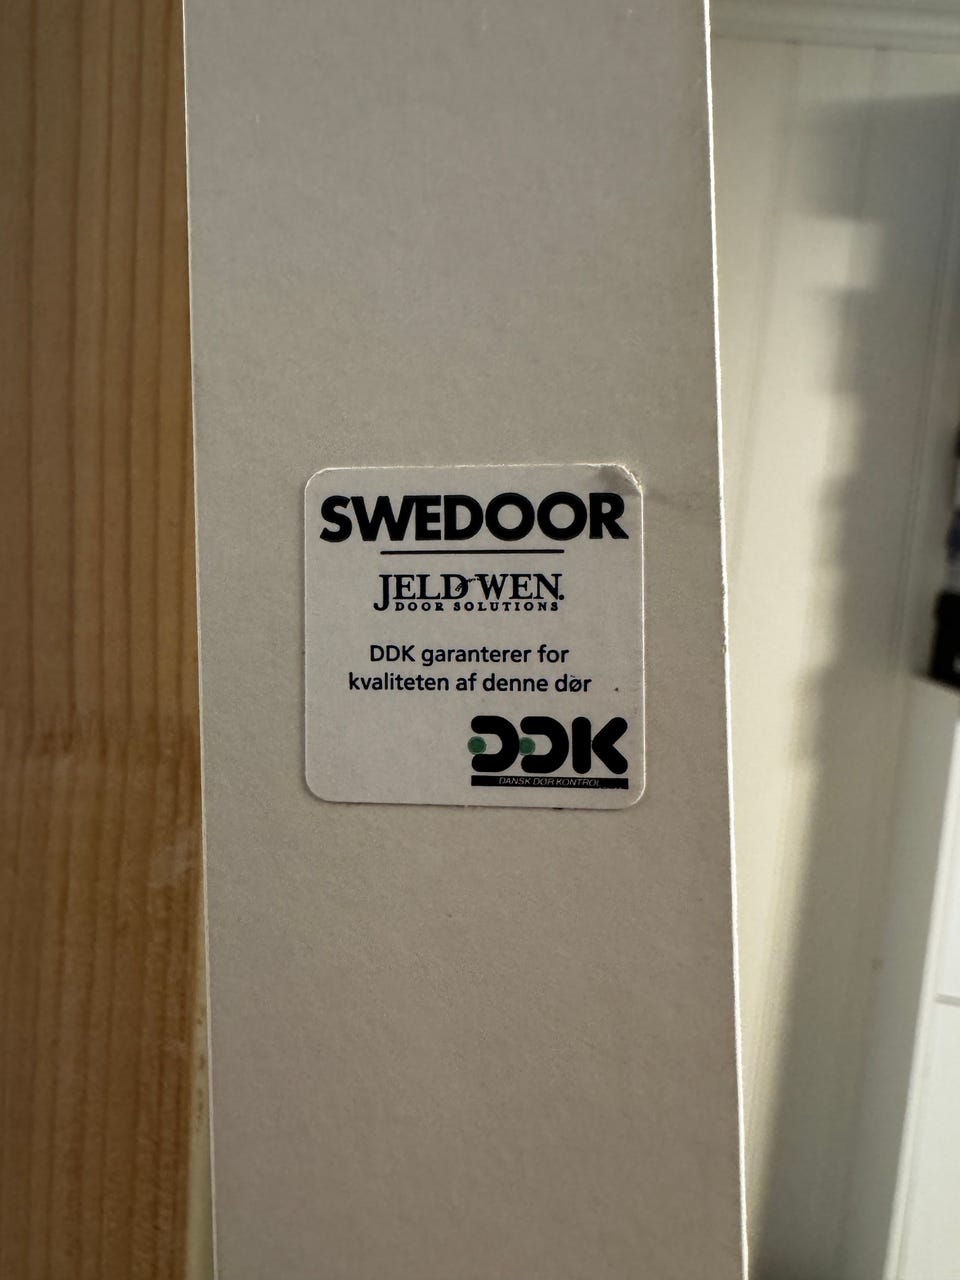 SWEDOOR
JELD-WEN.
DOOR SOLUTIONS
DDK garanterer for
kvaliteten af denne dør
DDK
DANSK DØR KONTROL